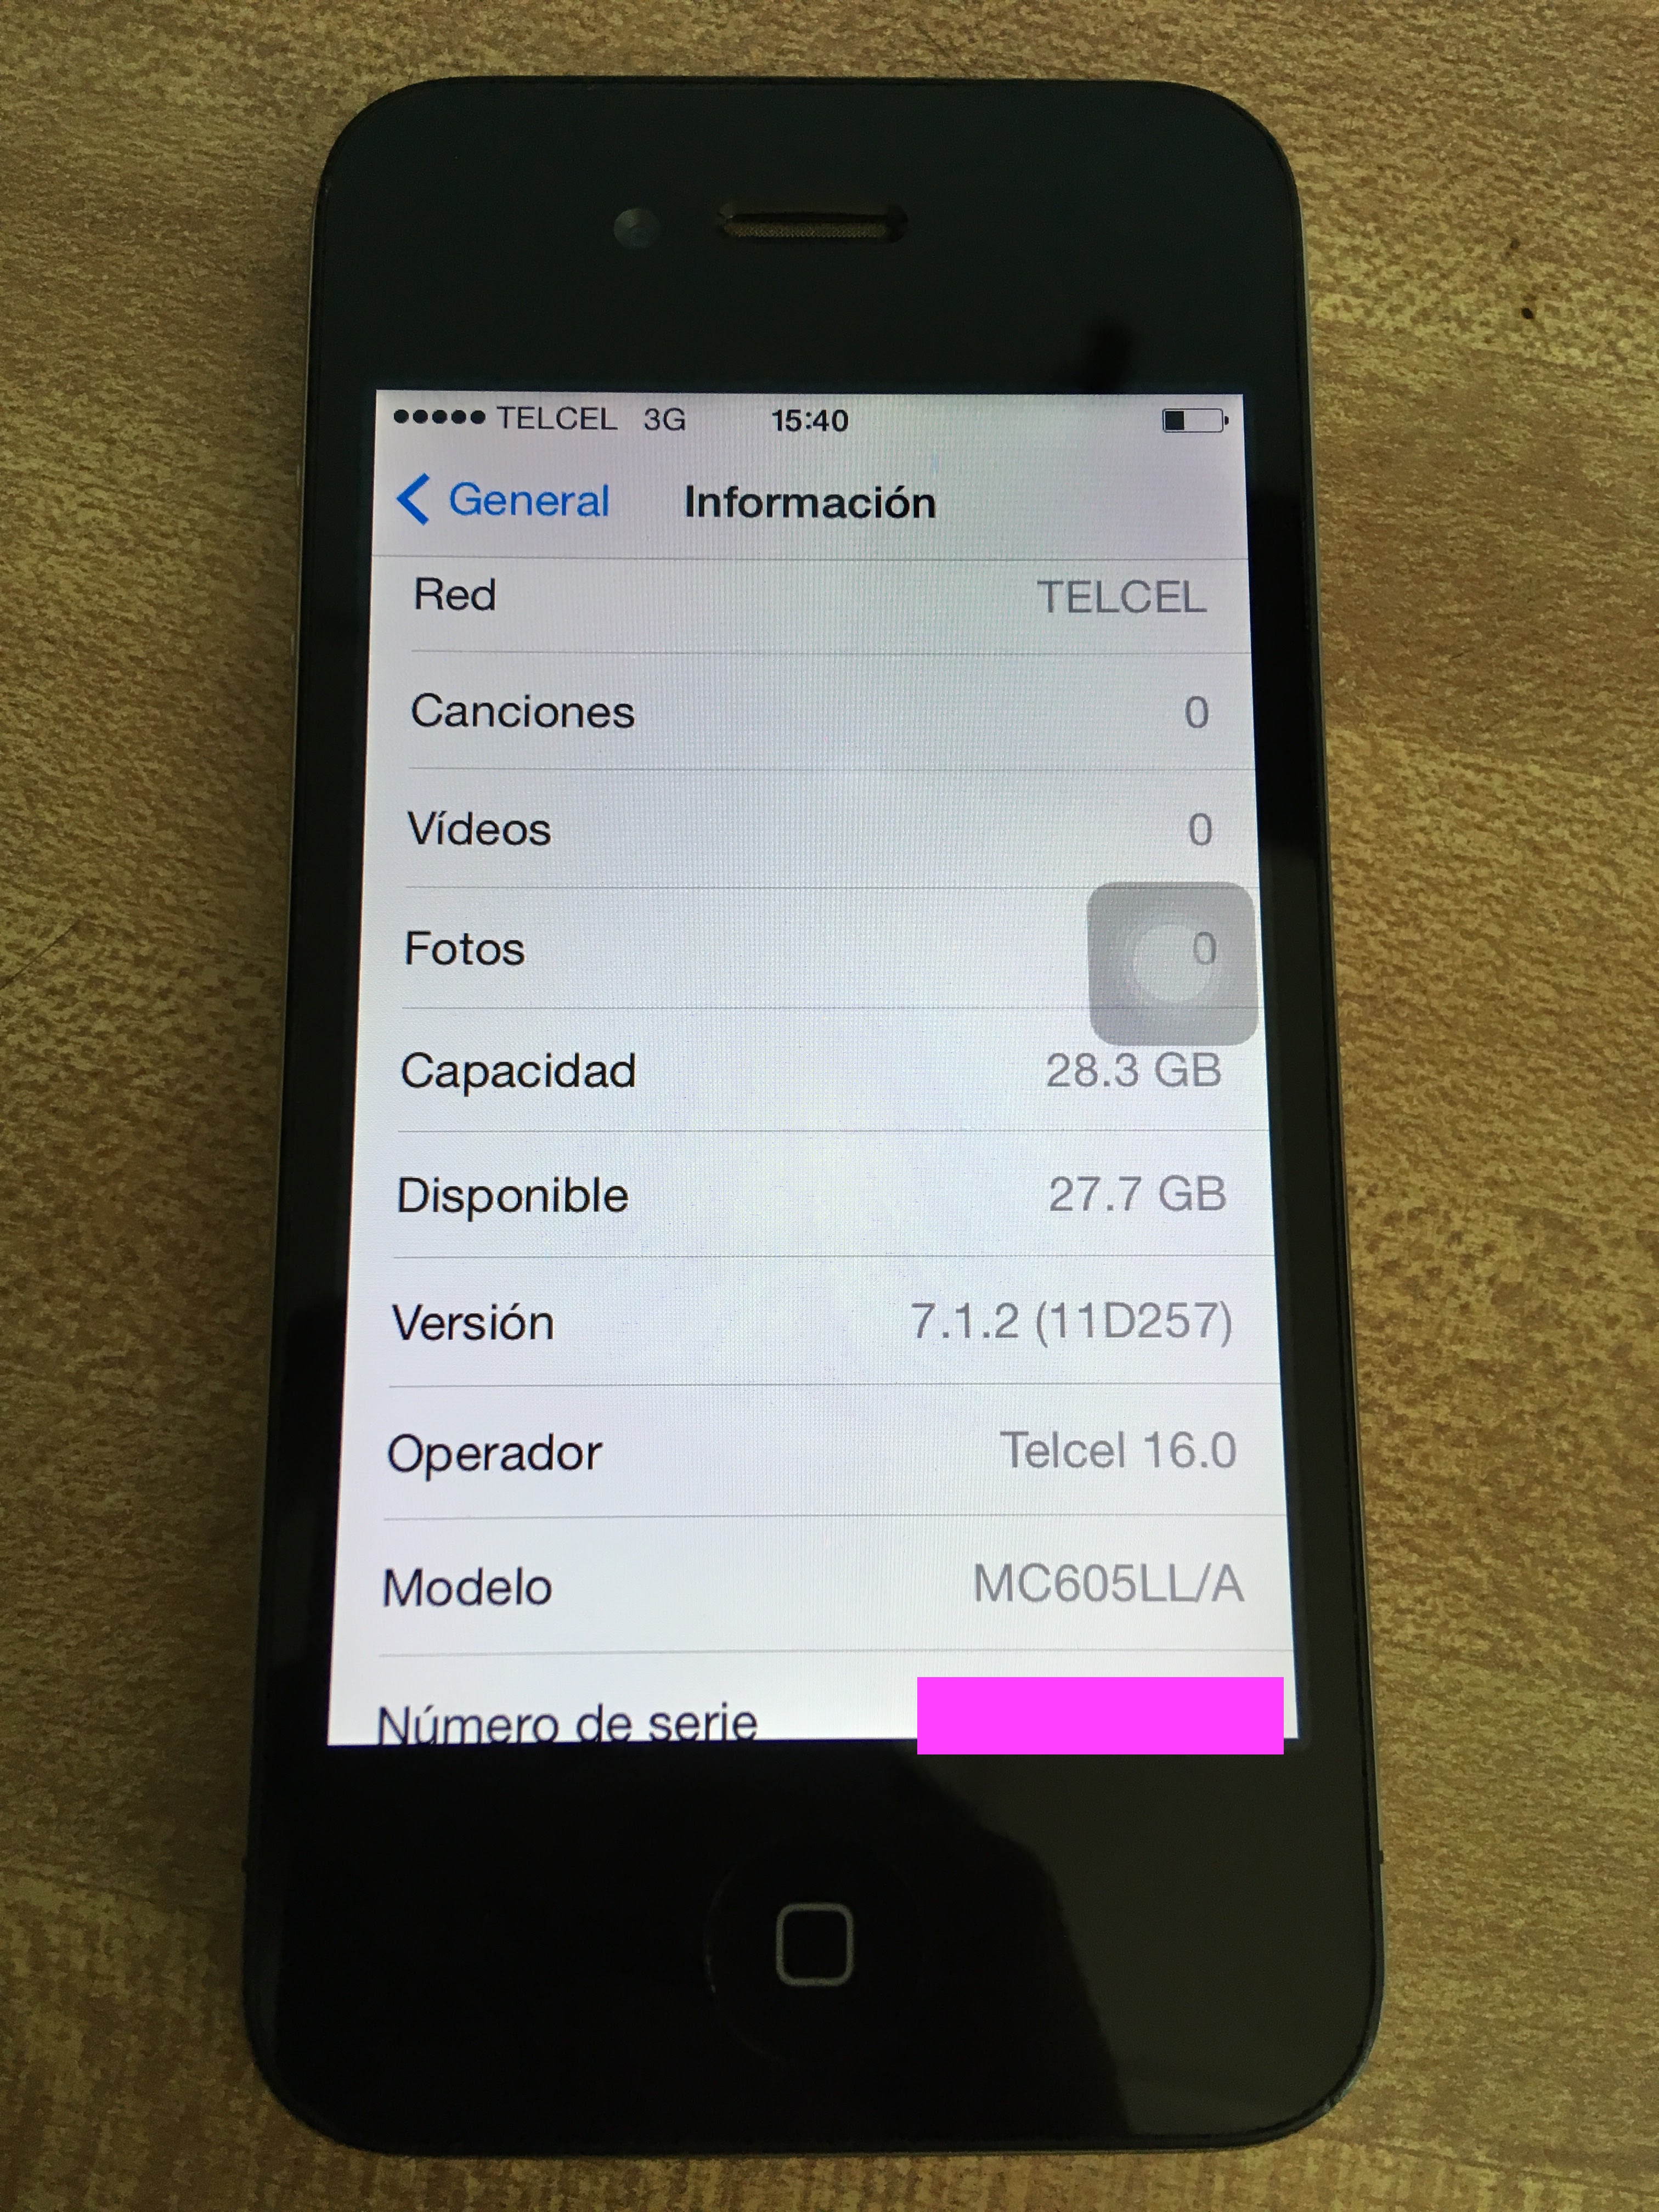 TELCEL 3G 15:40
General Información
Red TELCEL
Canciones 0
Vídeos 0
Fotos 0
Capacidad 28.3 GB
Disponible 27.7 GB
Versión 7.1.2 (11D257)
Operador Telcel 16.0
Modelo MC605LL/A
Número de serie